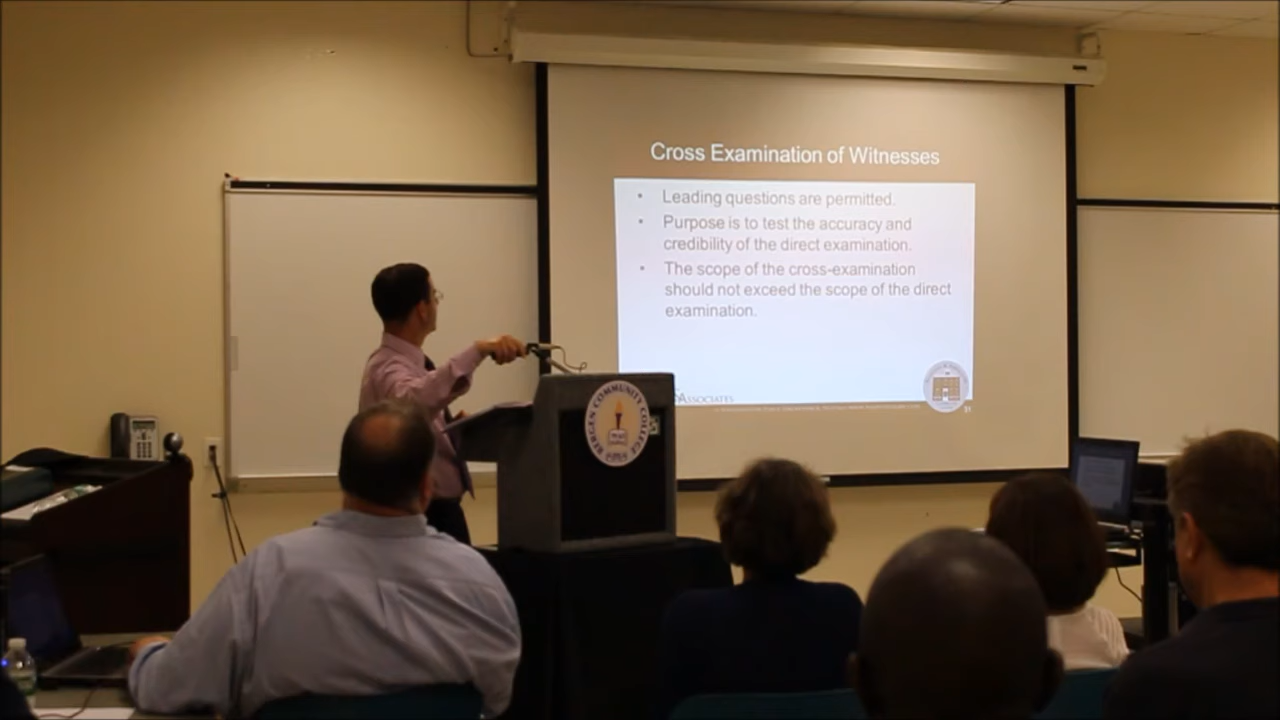 Cross Examination of Witnesses
• Leading questions are permitted.
• Purpose is to test the accuracy and
credibility of the direct examination.
• The scope of the cross-examination
should not exceed the scope of the direct
examination.
ASSOCIATES
31
BERGEN COMMUNITY COLLEGE